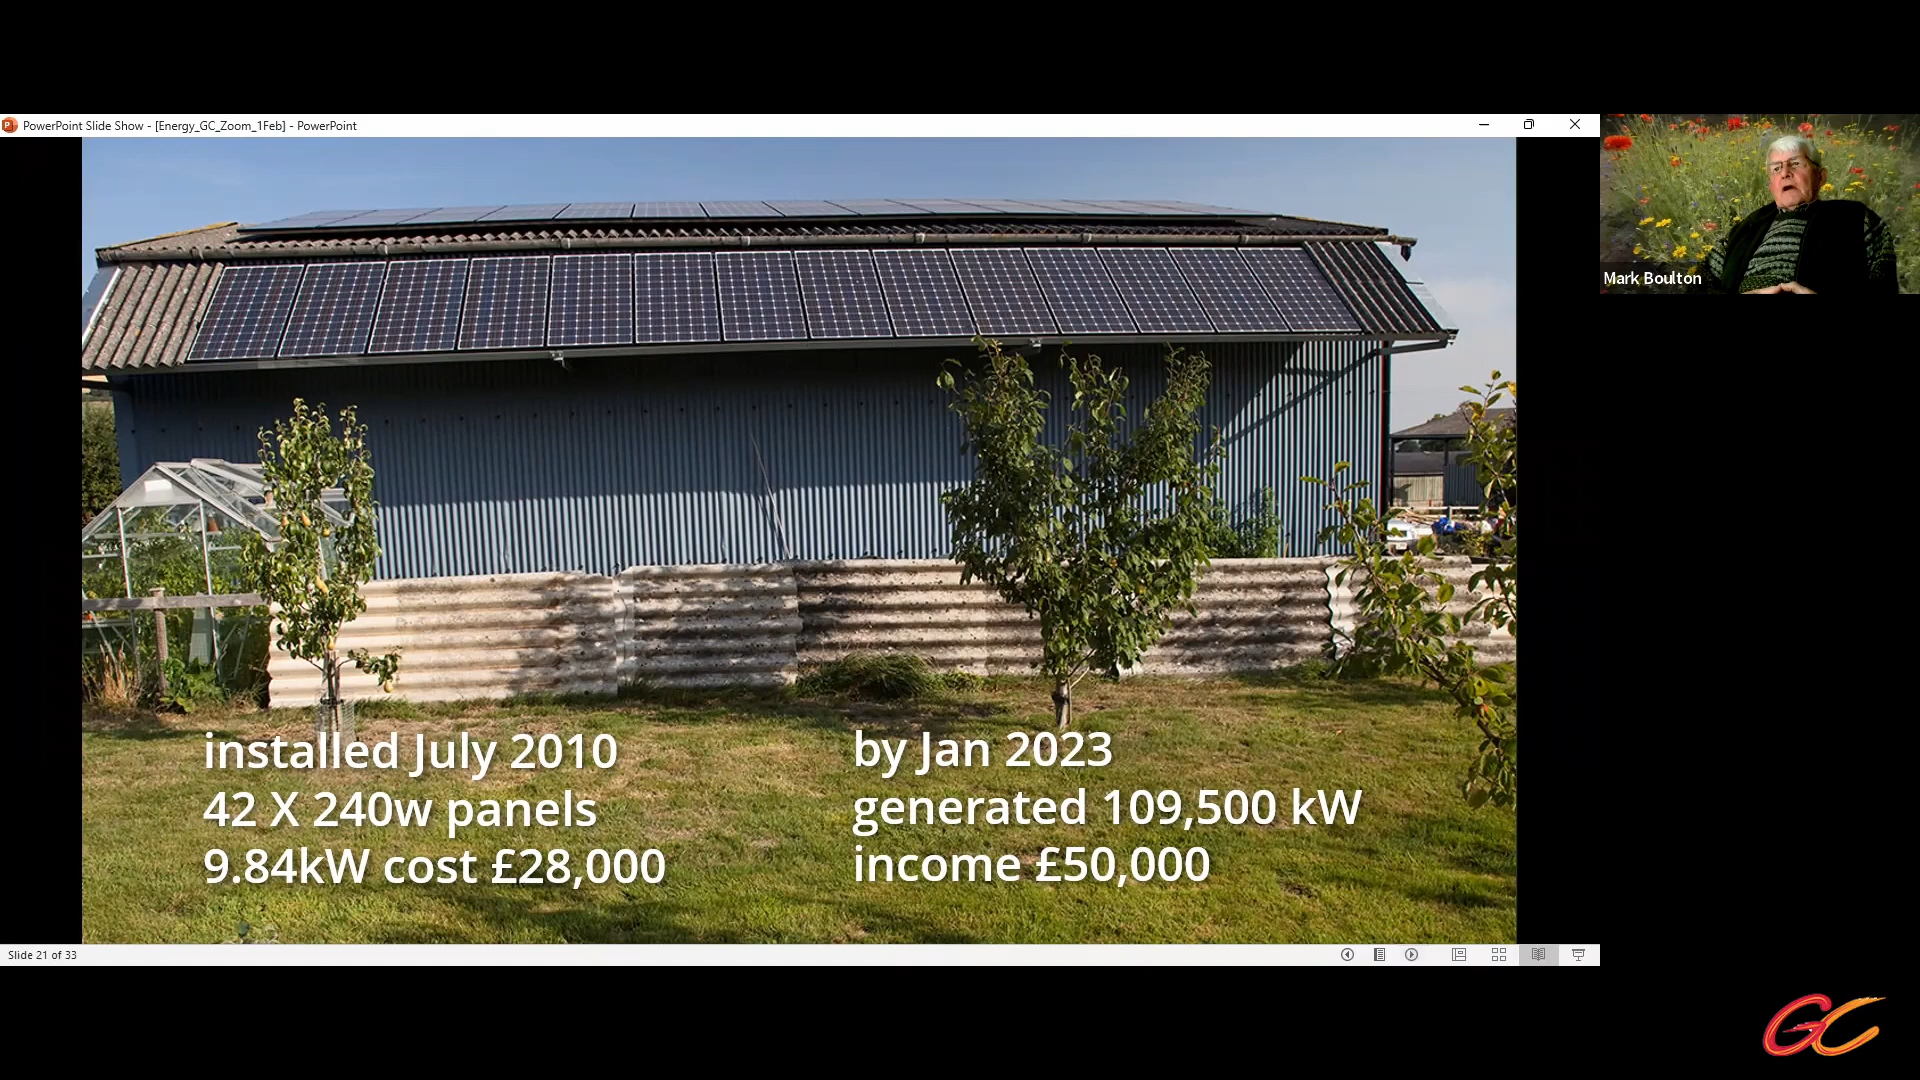 PowerPoint Slide Show - [Energy_GC_Zoom_1Feb] - PowerPoint
Mark Boulton
installed July 2010
42 X 240w panels
9.84kW cost £28,000
by Jan 2023
generated 109,500 kW
income £50,000
Slide 21 of 33
GC